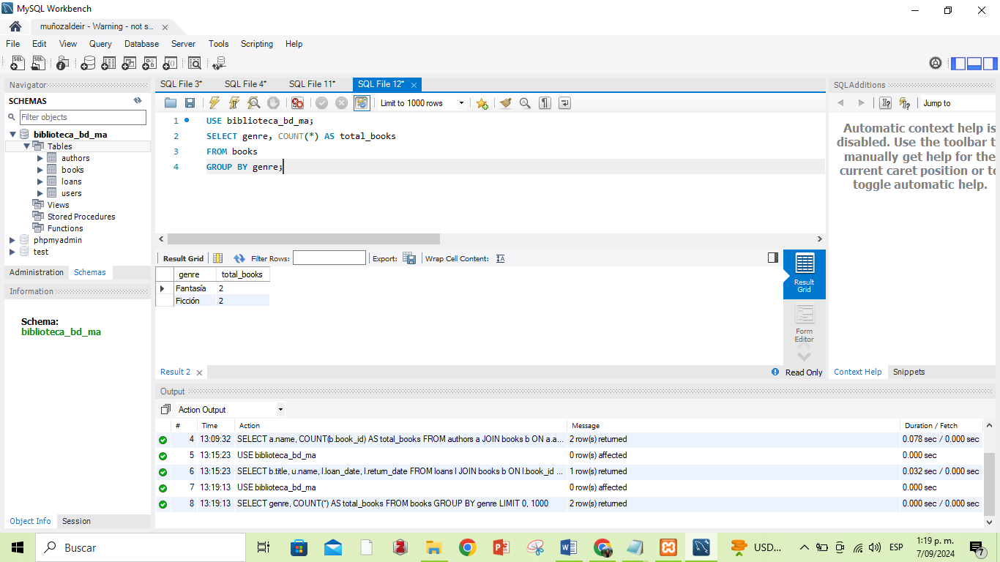 MySQL Workbench
muñozaldeir - Warning - not s...
File Edit View Query Database Server Tools Scripting Help
Navigator
SCHEMAS
Filter objects
biblioteca_bd_ma
Tables
authors
books
loans
users
Views
Stored Procedures
Functions
phpmyadmin
test
Administration Schemas
Information
Schema:
biblioteca_bd_ma
Object Info Session
SQL File 3* SQL File 4* SQL File 11* SQL File 12*
Limit to 1000 rows
1 USE biblioteca_bd_ma;
2 SELECT genre, COUNT(*) AS total_books
3 FROM books
4 GROUP BY genre;
Result Grid Filter Rows: Export: Wrap Cell Content:
genre total_books
Fantasía 2
Ficción 2
Result
Grid
Form
Editor
Result 2 Read Only
SQLAdditions
Jump to
Automatic context help is
disabled. Use the toolbar t
manually get help for the
current caret position or to
toggle automatic help.
Context Help Snippets
Output
Action Output
# Time Action Message Duration / Fetch
4 13:09:32 SELECT a.name, COUNT(b.book_id) AS total_books FROM authors a JOIN books b ON a.a... 2 row(s) returned 0.078 sec / 0.000 sec
5 13:15:23 USE biblioteca_bd_ma 0 row(s) affected 0.000 sec
6 13:15:23 SELECT b.title, u.name, l.loan_date, l.return_date FROM loans l JOIN books b ON l.book_id ... 1 row(s) returned 0.032 sec / 0.000 sec
7 13:19:13 USE biblioteca_bd_ma 0 row(s) affected 0.000 sec
8 13:19:13 SELECT genre, COUNT(*) AS total_books FROM books GROUP BY genre LIMIT 0, 1000 2 row(s) returned 0.000 sec / 0.000 sec
Buscar
USD...
ESP
1:19 p. m.
7/09/2024
7